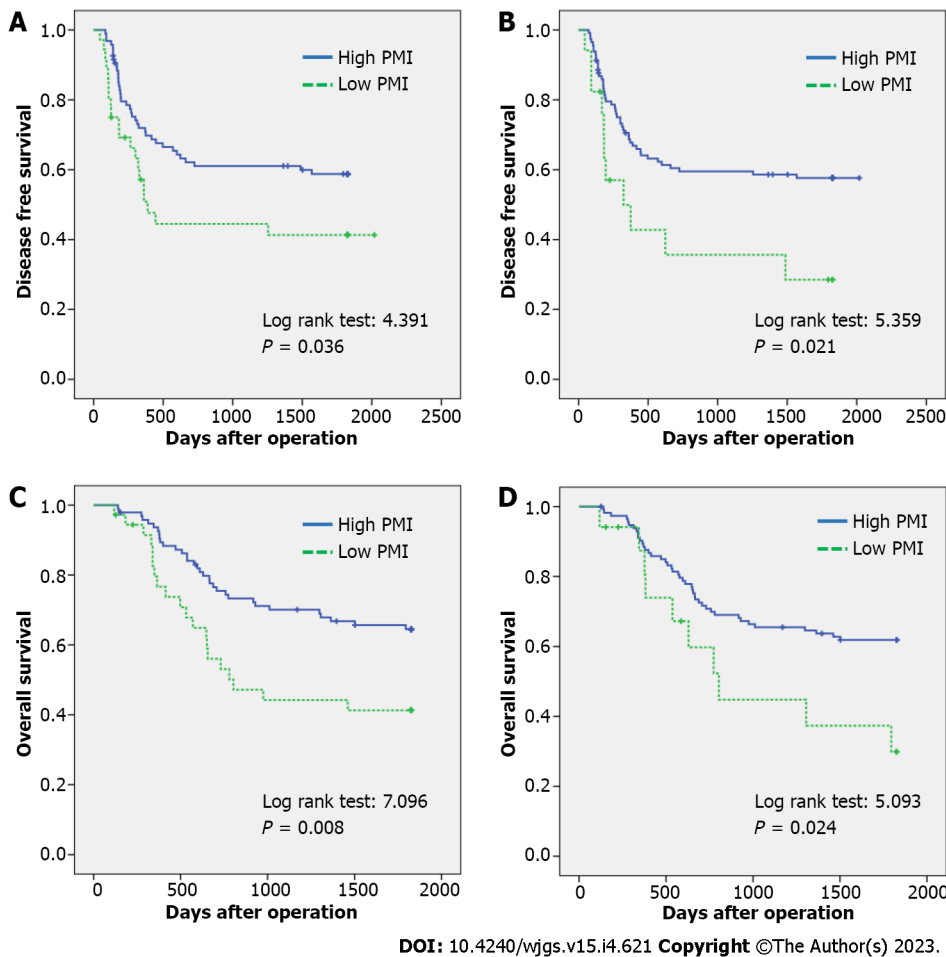 A
1.0
0.8
0.6
0.4
0.2
0.0
Disease free survival
High PMI
Low PMI
Log rank test: 4.391
P = 0.036
0 500 1000 1500 2000 2500
Days after operation
B
1.0
0.8
0.6
0.4
0.2
0.0
Disease free survival
High PMI
Low PMI
Log rank test: 5.359
P = 0.021
0 500 1000 1500 2000 2500
Days after operation
C
1.0
0.8
0.6
0.4
0.2
0.0
Overall survival
High PMI
Low PMI
Log rank test: 7.096
P = 0.008
0 500 1000 1500 2000
Days after operation
D
1.0
0.8
0.6
0.4
0.2
0.0
Overall survival
High PMI
Low PMI
Log rank test: 5.093
P = 0.024
0 500 1000 1500 2000
Days after operation
DOI: 10.4240/wjgs.v15.i4.621 Copyright ©The Author(s) 2023.